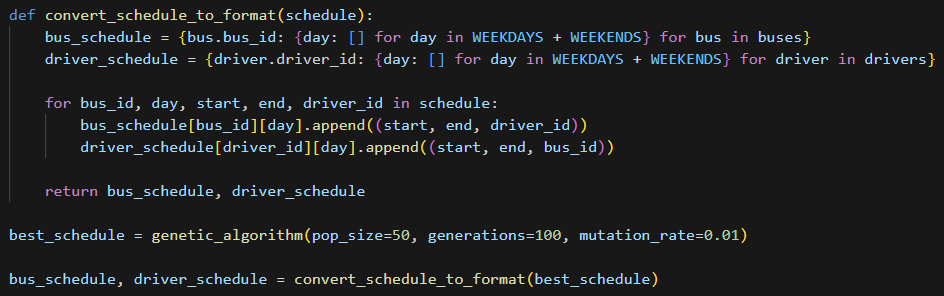 def convert_schedule_to_format(schedule):
    bus_schedule = {bus.bus_id: {day: [] for day in WEEKDAYS + WEEKENDS} for bus in buses}
    driver_schedule = {driver.driver_id: {day: [] for day in WEEKDAYS + WEEKENDS} for driver in drivers}

    for bus_id, day, start, end, driver_id in schedule:
        bus_schedule[bus_id][day].append((start, end, driver_id))
        driver_schedule[driver_id][day].append((start, end, bus_id))

    return bus_schedule, driver_schedule

best_schedule = genetic_algorithm(pop_size=50, generations=100, mutation_rate=0.01)

bus_schedule, driver_schedule = convert_schedule_to_format(best_schedule)